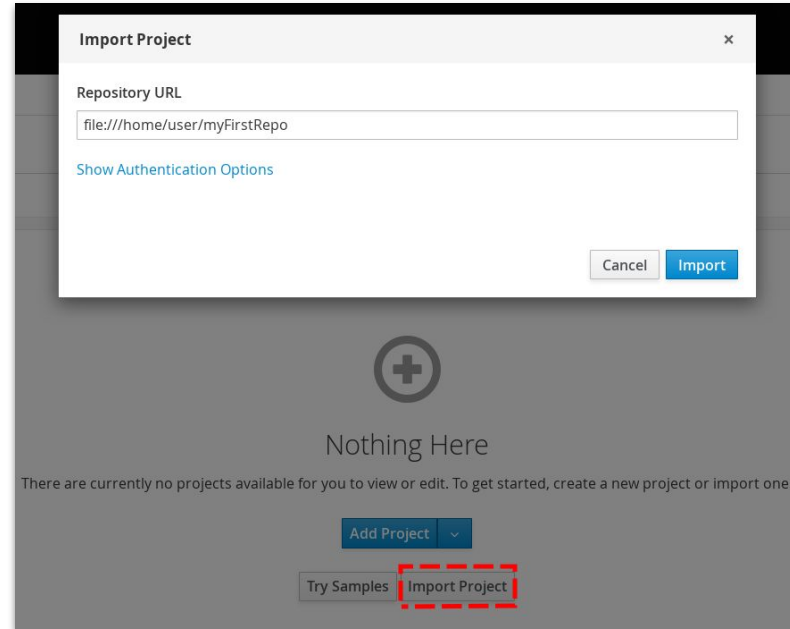 Import Project ×
Repository URL
file:///home/user/myFirstRepo
Show Authentication Options
Cancel Import
Nothing Here
There are currently no projects available for you to view or edit. To get started, create a new project or import one
Add Project
Try Samples Import Project